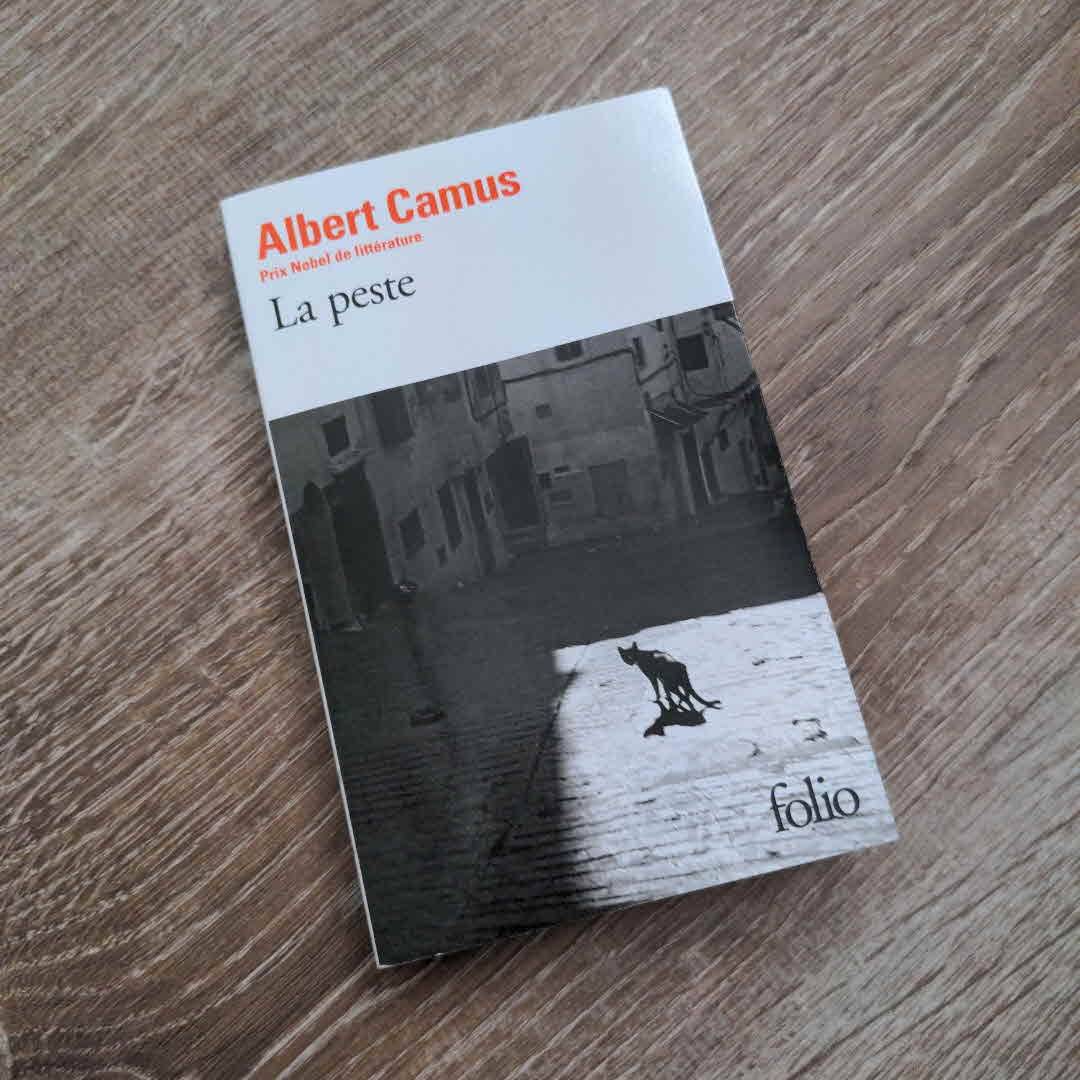 Albert Camus
Prix Nobel de littérature
La peste
folio